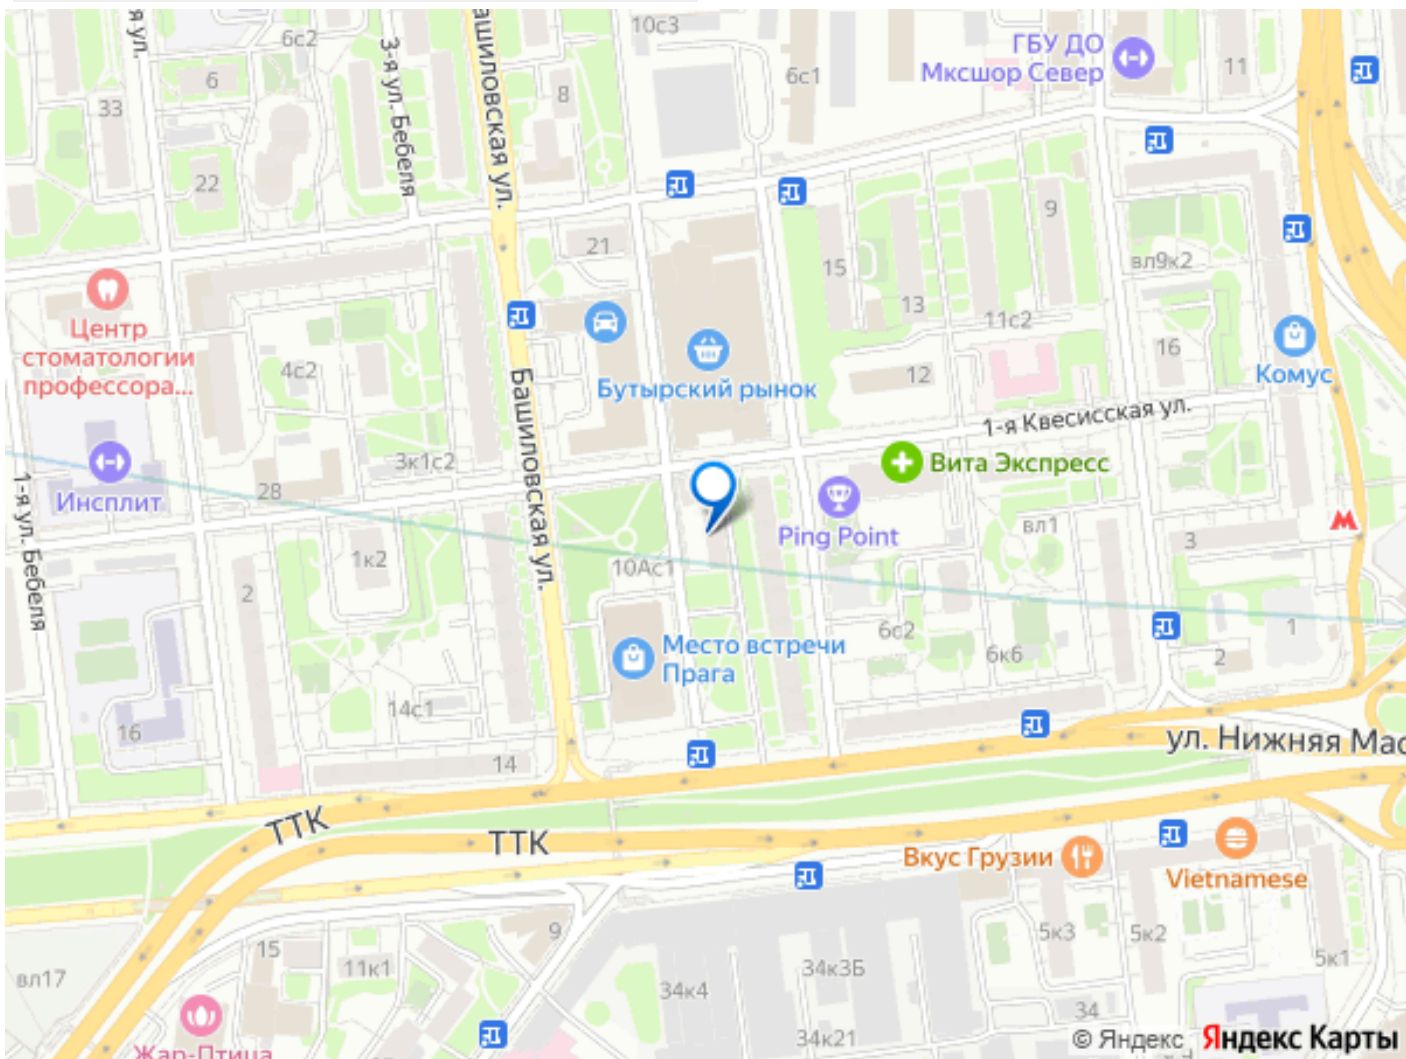 я ул.
6с2
3-я ул. Бебеля
ашиловская ул.
10с3
6с1
ГБУ ДО
Мксшор Север
11
6
8
33
22
21
9
15
вл9к2
13
11с2
16
12
Центр
стоматологии
профессора...
4с2
Башиловская ул.
Бутырский рынок
Комус
1-я Квесисская ул.
3к1с2
Вита Экспресс
Инсплит
28
1-я ул. Бебеля
Ping Point
вл1
3
1к2
10Ас1
2
6с2
6к6
1
2
Место встречи
Прага
14с1
16
14
ул. Нижняя Мас
ТТК
ТТК
Вкус Грузии
Vietnamese
9
15
11к1
вл17
5к3
5к2
5к1
34к3Б
34к4
34
34к21
Жар-Птица
© Яндекс
Яндекс Карты